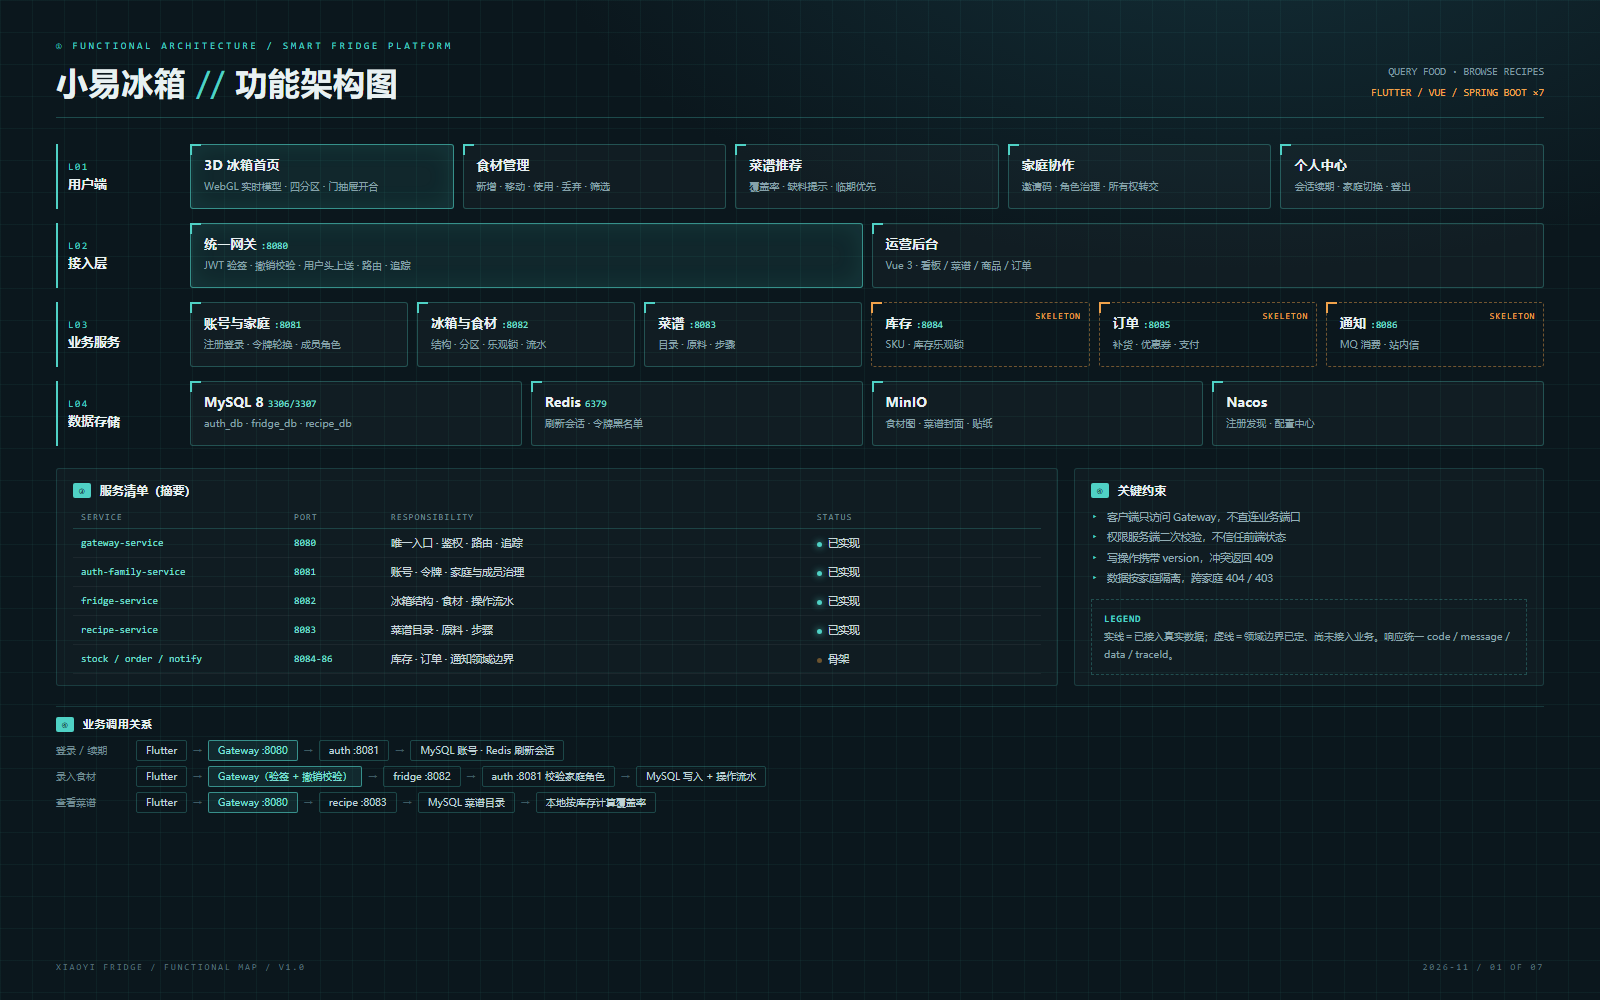 FUNCTIONAL ARCHITECTURE / SMART FRIDGE PLATFORM
小易冰箱 // 功能架构图
QUERY FOOD · BROWSE RECIPES
FLUTTER / VUE / SPRING BOOT ×7
L01
用户端
3D 冰箱首页
WebGL 实时模型 · 四分区 · 门抽屉开合
食材管理
新增 · 移动 · 使用 · 丢弃 · 筛选
菜谱推荐
覆盖率 · 缺料提示 · 临期优先
家庭协作
邀请码 · 角色治理 · 所有权转交
个人中心
会话续期 · 家庭切换 · 登出
L02
接入层
统一网关 :8080
JWT 验签 · 撤销校验 · 用户头上送 · 路由 · 追踪
运营后台
Vue 3 · 看板 / 菜谱 / 商品 / 订单
L03
业务服务
账号与家庭 :8081
注册登录 · 令牌轮换 · 成员角色
冰箱与食材 :8082
结构 · 分区 · 乐观锁 · 流水
菜谱 :8083
目录 · 原料 · 步骤
库存 :8084
SKELETON
SKU · 库存乐观锁
订单 :8085
SKELETON
补货 · 优惠券 · 支付
通知 :8086
SKELETON
MQ 消费 · 站内信
L04
数据存储
MySQL 8 3306/3307
auth_db · fridge_db · recipe_db
Redis 6379
刷新会话 · 令牌黑名单
MinIO
食材图 · 菜谱封面 · 贴纸
Nacos
注册发现 · 配置中心
服务清单（摘要）
SERVICE PORT RESPONSIBILITY STATUS
gateway-service 8080 唯一入口 · 鉴权 · 路由 · 追踪 已实现
auth-family-service 8081 账号 · 令牌 · 家庭与成员治理 已实现
fridge-service 8082 冰箱结构 · 食材 · 操作流水 已实现
recipe-service 8083 菜谱目录 · 原料 · 步骤 已实现
stock / order / notify 8084-86 库存 · 订单 · 通知领域边界 骨架
关键约束
客户端只访问 Gateway，不直连业务端口
权限服务端二次校验，不信任前端状态
写操作携带 version，冲突返回 409
数据按家庭隔离，跨家庭 404 / 403
LEGEND
实线 = 已接入真实数据；虚线 = 领域边界已定、尚未接入业务。响应统一 code / message /
data / traceId。
业务调用关系
登录 / 续期 Flutter → Gateway :8080 → auth :8081 → MySQL 账号 · Redis 刷新会话
录入食材 Flutter → Gateway（验签 + 撤销校验） → fridge :8082 → auth :8081 校验家庭角色 → MySQL 写入 + 操作流水
查看菜谱 Flutter → Gateway :8080 → recipe :8083 → MySQL 菜谱目录 → 本地按库存计算覆盖率
XIAOYI FRIDGE / FUNCTIONAL MAP / V1.0
2026-11 / 01 OF 07